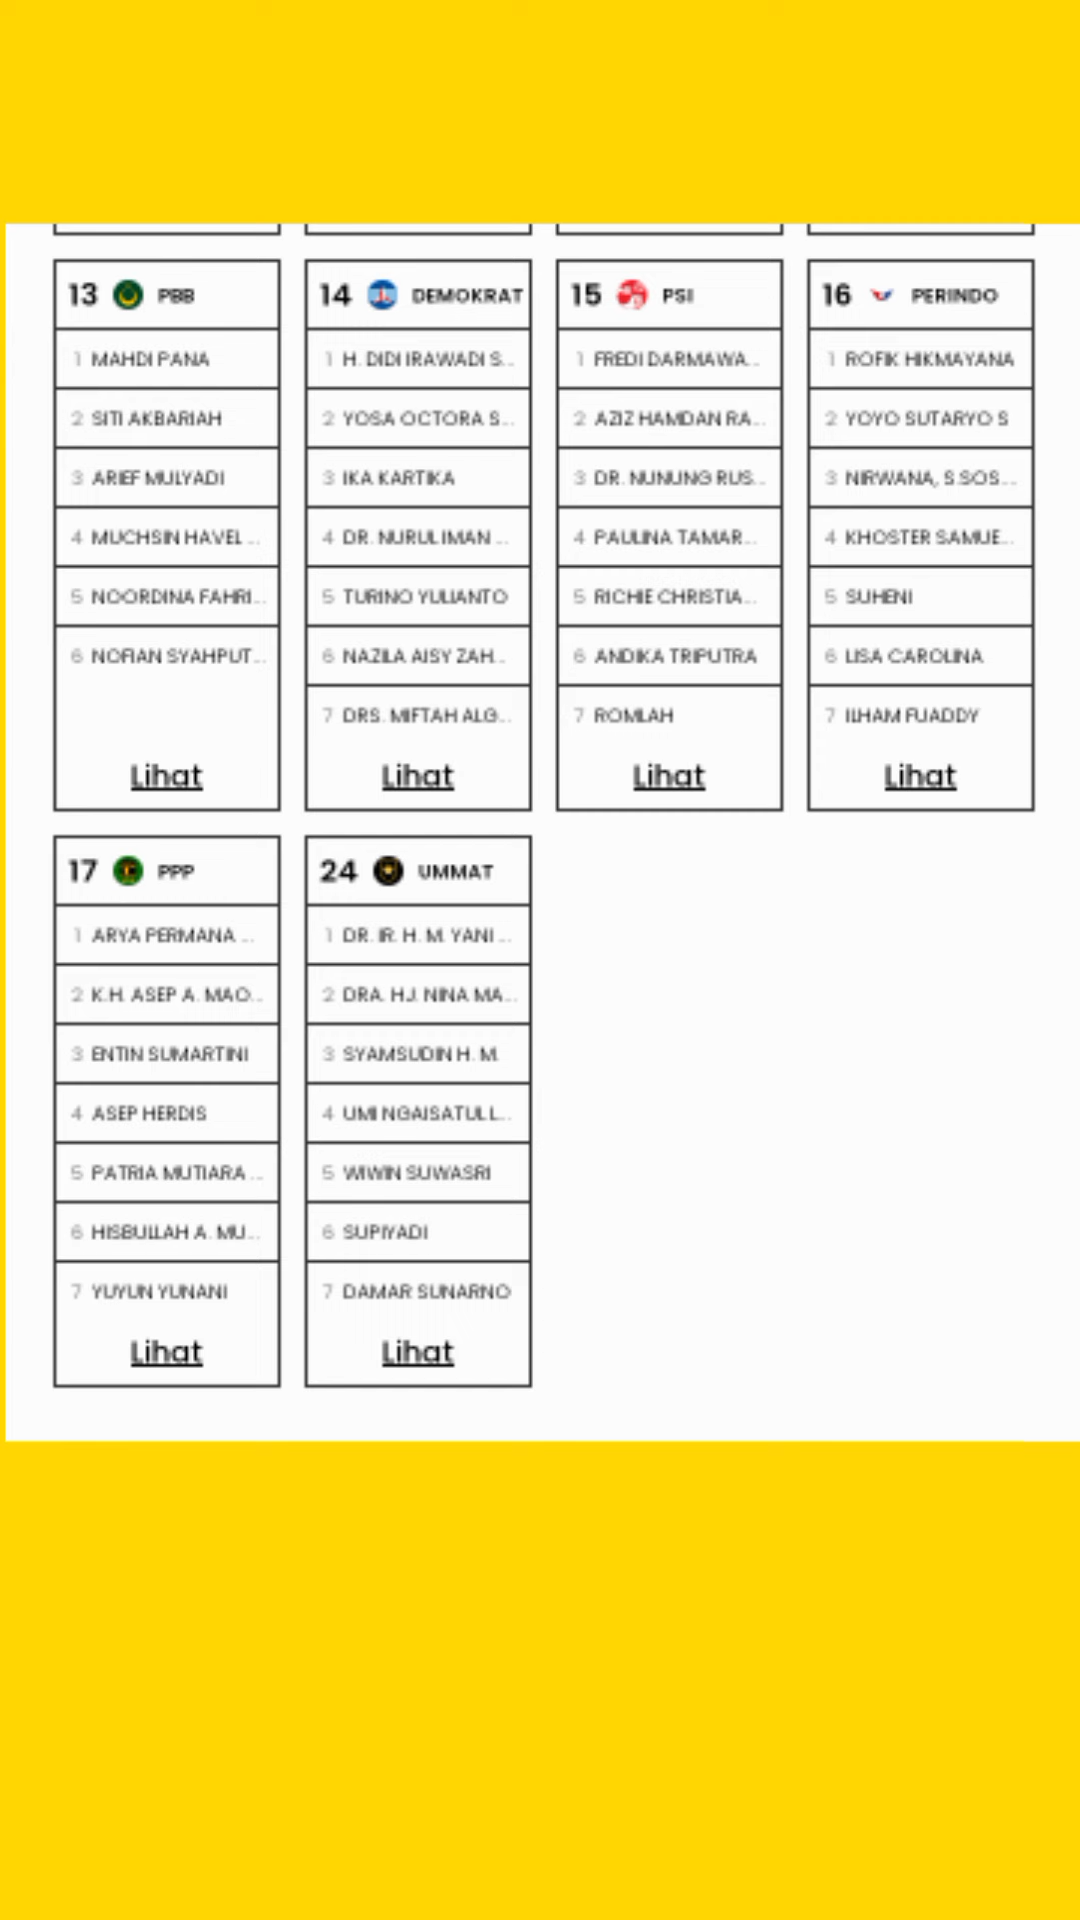 13 PBB
1 MAHDI PANA
2 SITI AKBARIAH
3 ARIEF MULYADI
4 MUCHSIN HAVEL ...
5 NOORDINA FAHRI...
6 NOFIAN SYAHPUT...
Lihat
14 DEMOKRAT
1 H. DIDI IRAWADI S...
2 YOSA OCTORA S...
3 IKA KARTIKA
4 DR. NURUL IMAN ...
5 TURINO YULIANTO
6 NAZILA AISY ZAH...
7 DRS. MIFTAH ALG...
Lihat
15 PSI
1 FREDI DARMAWA...
2 AZIZ HAMDAN RA...
3 DR. NUNUNG RUS...
4 PAULINA TAMAR...
5 RICHIE CHRISTIA...
6 ANDIKA TRIPUTRA
7 ROMLAH
Lihat
16 PERINDO
1 ROFIK HIKMAYANA
2 YOYO SUTARYO S
3 NIRWANA, S.SOS...
4 KHOSTER SAMUE...
5 SUHENI
6 LISA CAROLINA
7 ILHAM FUADDY
Lihat
17 PPP
1 ARYA PERMANA ...
2 K.H. ASEP A. MAO...
3 ENTIN SUMARTINI
4 ASEP HERDIS
5 PATRIA MUTIARA ...
6 HISBULLAH A. MU...
7 YUYUN YUNANI
Lihat
24 UMMAT
1 DR. IR. H. M. YANI ...
2 DRA. HJ. NINA MA...
3 SYAMSUDIN H. M.
4 UMI NGAISATUL L...
5 WIWIN SUWASRI
6 SUPIYADI
7 DAMAR SUNARNO
Lihat